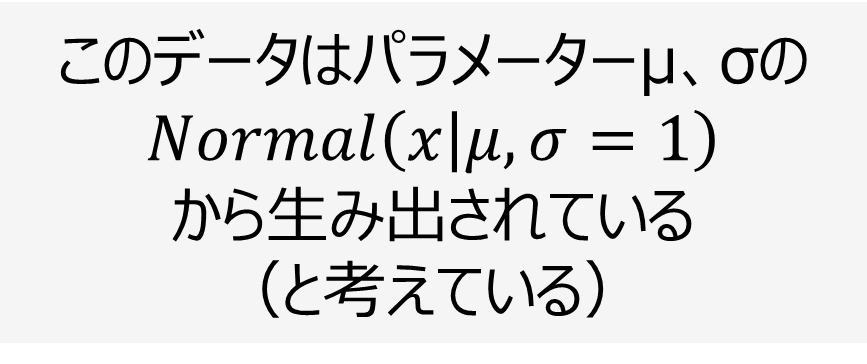 このデータはパラメーターμ、σの
Normal(x|μ, σ = 1)
から生み出されている
（と考えている）